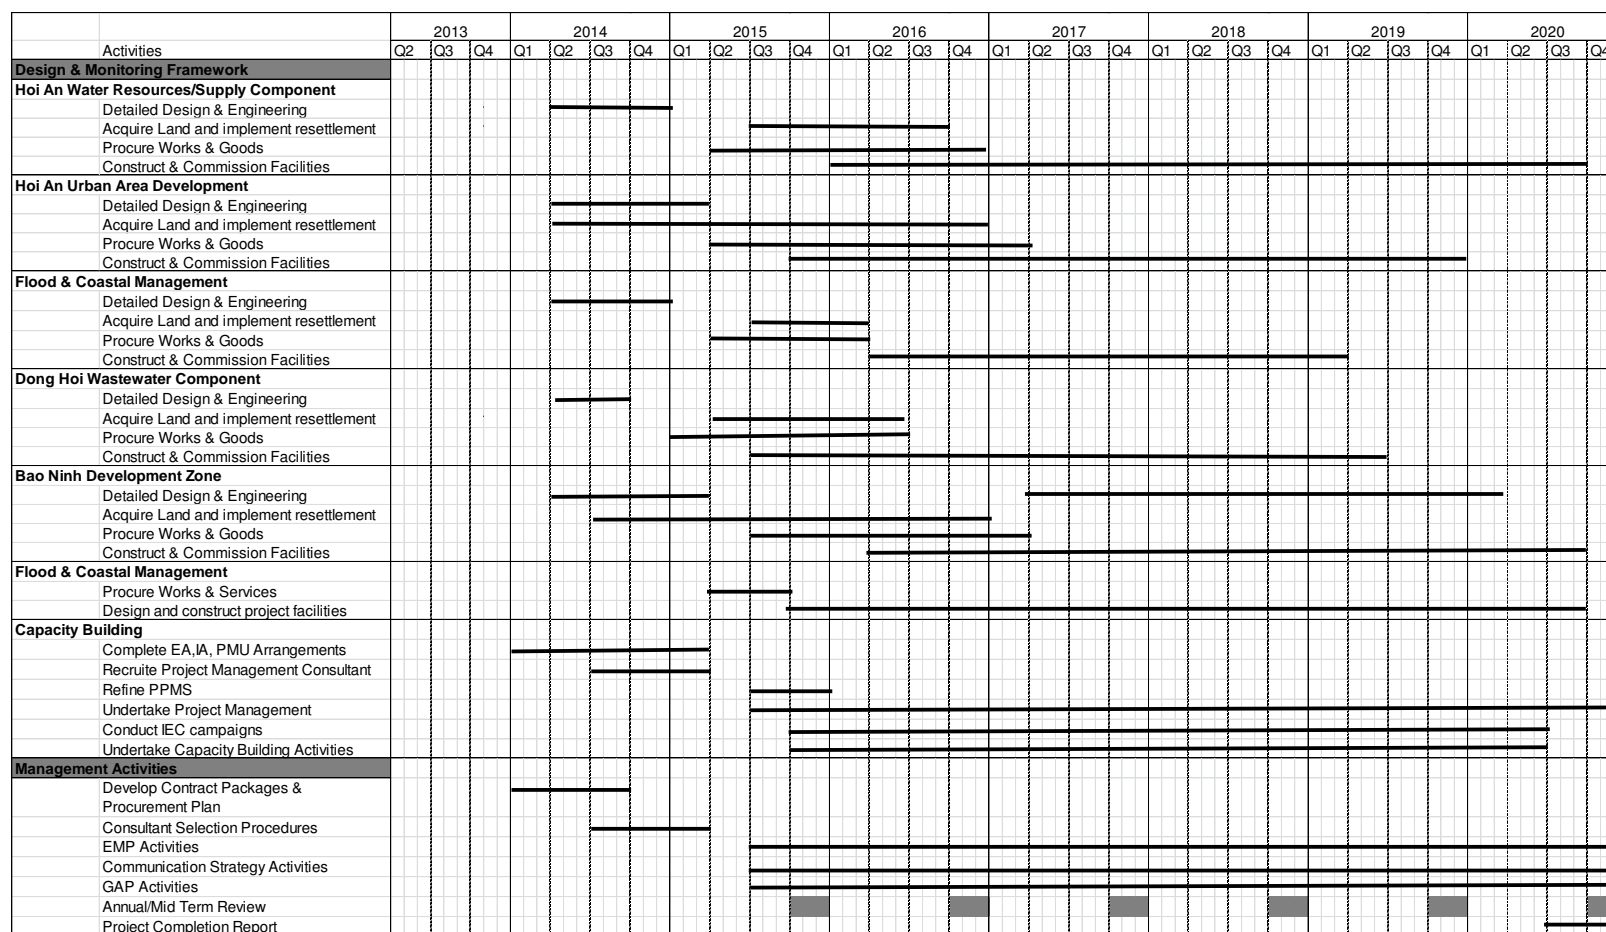 2013 2014 2015 2016 2017 2018 2019 2020
Activities Q2 Q3 Q4 Q1 Q2 Q3 Q4 Q1 Q2 Q3 Q4 Q1 Q2 Q3 Q4 Q1 Q2 Q3 Q4 Q1 Q2 Q3 Q4 Q1 Q2 Q3 Q4 Q1 Q2 Q3 Q4
Design & Monitoring Framework
Hoi An Water Resources/Supply Component
Detailed Design & Engineering
Acquire Land and implement resettlement
Procure Works & Goods
Construct & Commission Facilities
Hoi An Urban Area Development
Detailed Design & Engineering
Acquire Land and implement resettlement
Procure Works & Goods
Construct & Commission Facilities
Flood & Coastal Management
Detailed Design & Engineering
Acquire Land and implement resettlement
Procure Works & Goods
Construct & Commission Facilities
Dong Hoi Wastewater Component
Detailed Design & Engineering
Acquire Land and implement resettlement
Procure Works & Goods
Construct & Commission Facilities
Bao Ninh Development Zone
Detailed Design & Engineering
Acquire Land and implement resettlement
Procure Works & Goods
Construct & Commission Facilities
Flood & Coastal Management
Procure Works & Services
Design and construct project facilities
Capacity Building
Complete EA,IA, PMU Arrangements
Recruite Project Management Consultant
Refine PPMS
Undertake Project Management
Conduct IEC campaigns
Undertake Capacity Building Activities
Management Activities
Develop Contract Packages &
Procurement Plan
Consultant Selection Procedures
EMP Activities
Communication Strategy Activities
GAP Activities
Annual/Mid Term Review
Project Completion Report